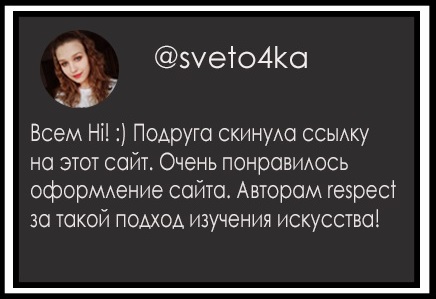 @sveto4ka
Всем Hi! :) Подруга скинула ссылку
на этот сайт. Очень понравилось
оформление сайта. Авторам respect
за такой подход изучения искусства!